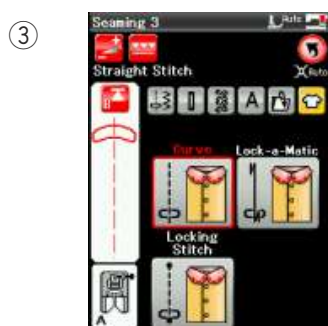 ③
Seaming 3
Auto
Straight Stitch
Auto
A
Curve
Lock-a-Matic
Locking
Stitch
A